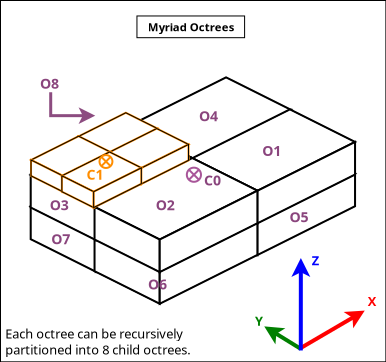 Myriad Octrees
O8
O4
O1
C1
C0
O3
O2
O5
O7
O6
Z
X
Y
Each octree can be recursively
partitioned into 8 child octrees.